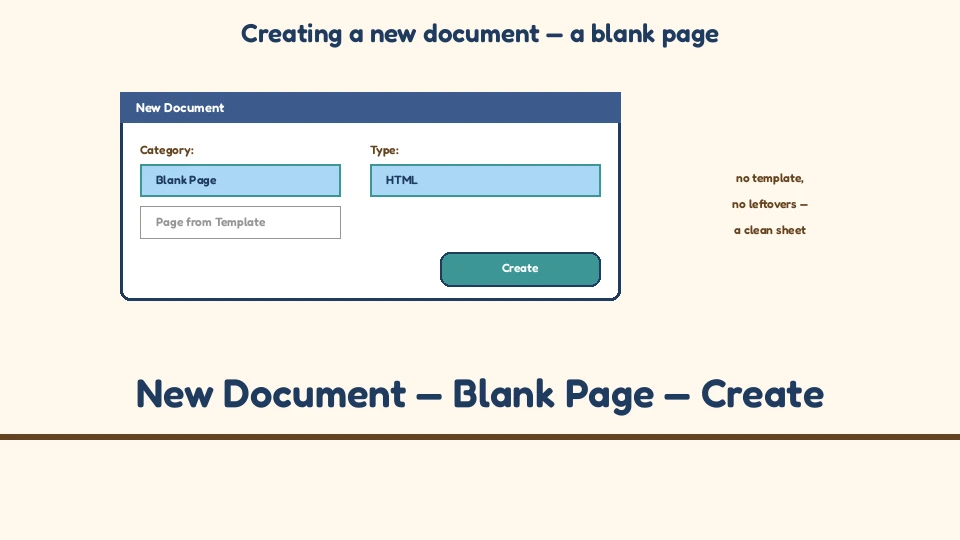 Creating a new document — a blank page
New Document
Category:
Type:
Blank Page
HTML
Page from Template
Create
no template,
no leftovers —
a clean sheet
New Document — Blank Page — Create